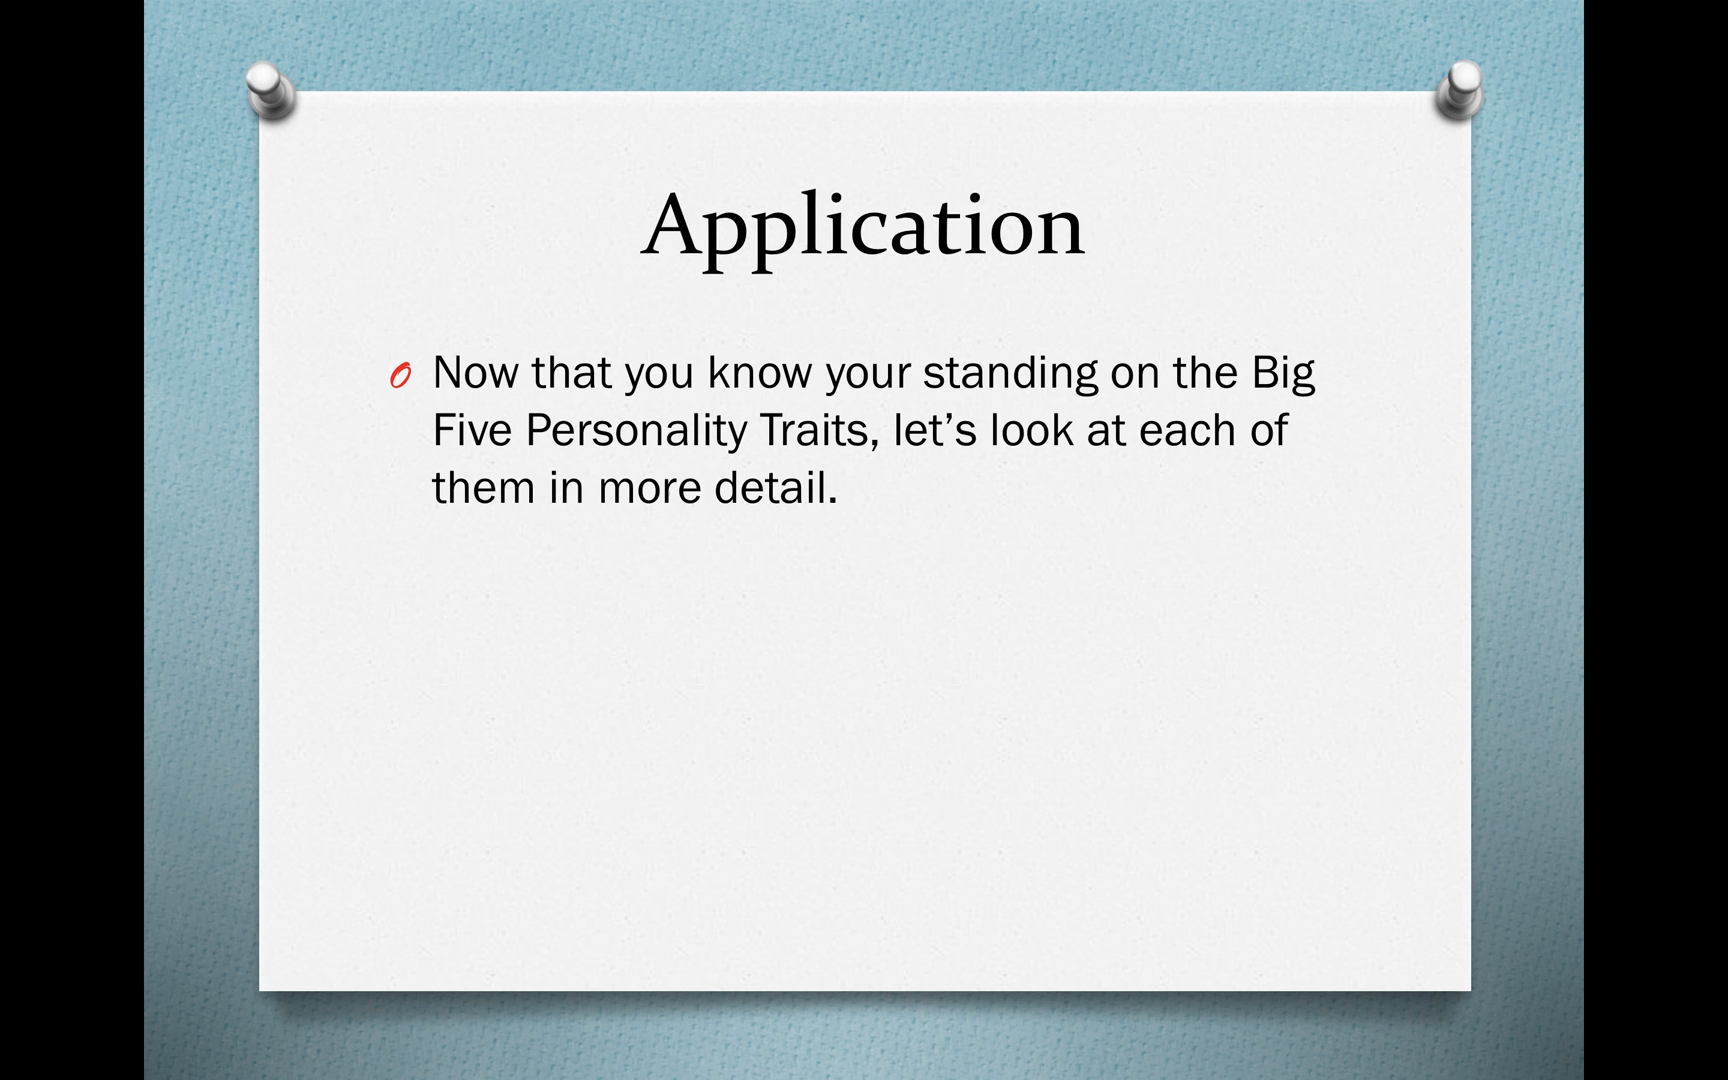 Application
Now that you know your standing on the Big
Five Personality Traits, let’s look at each of
them in more detail.